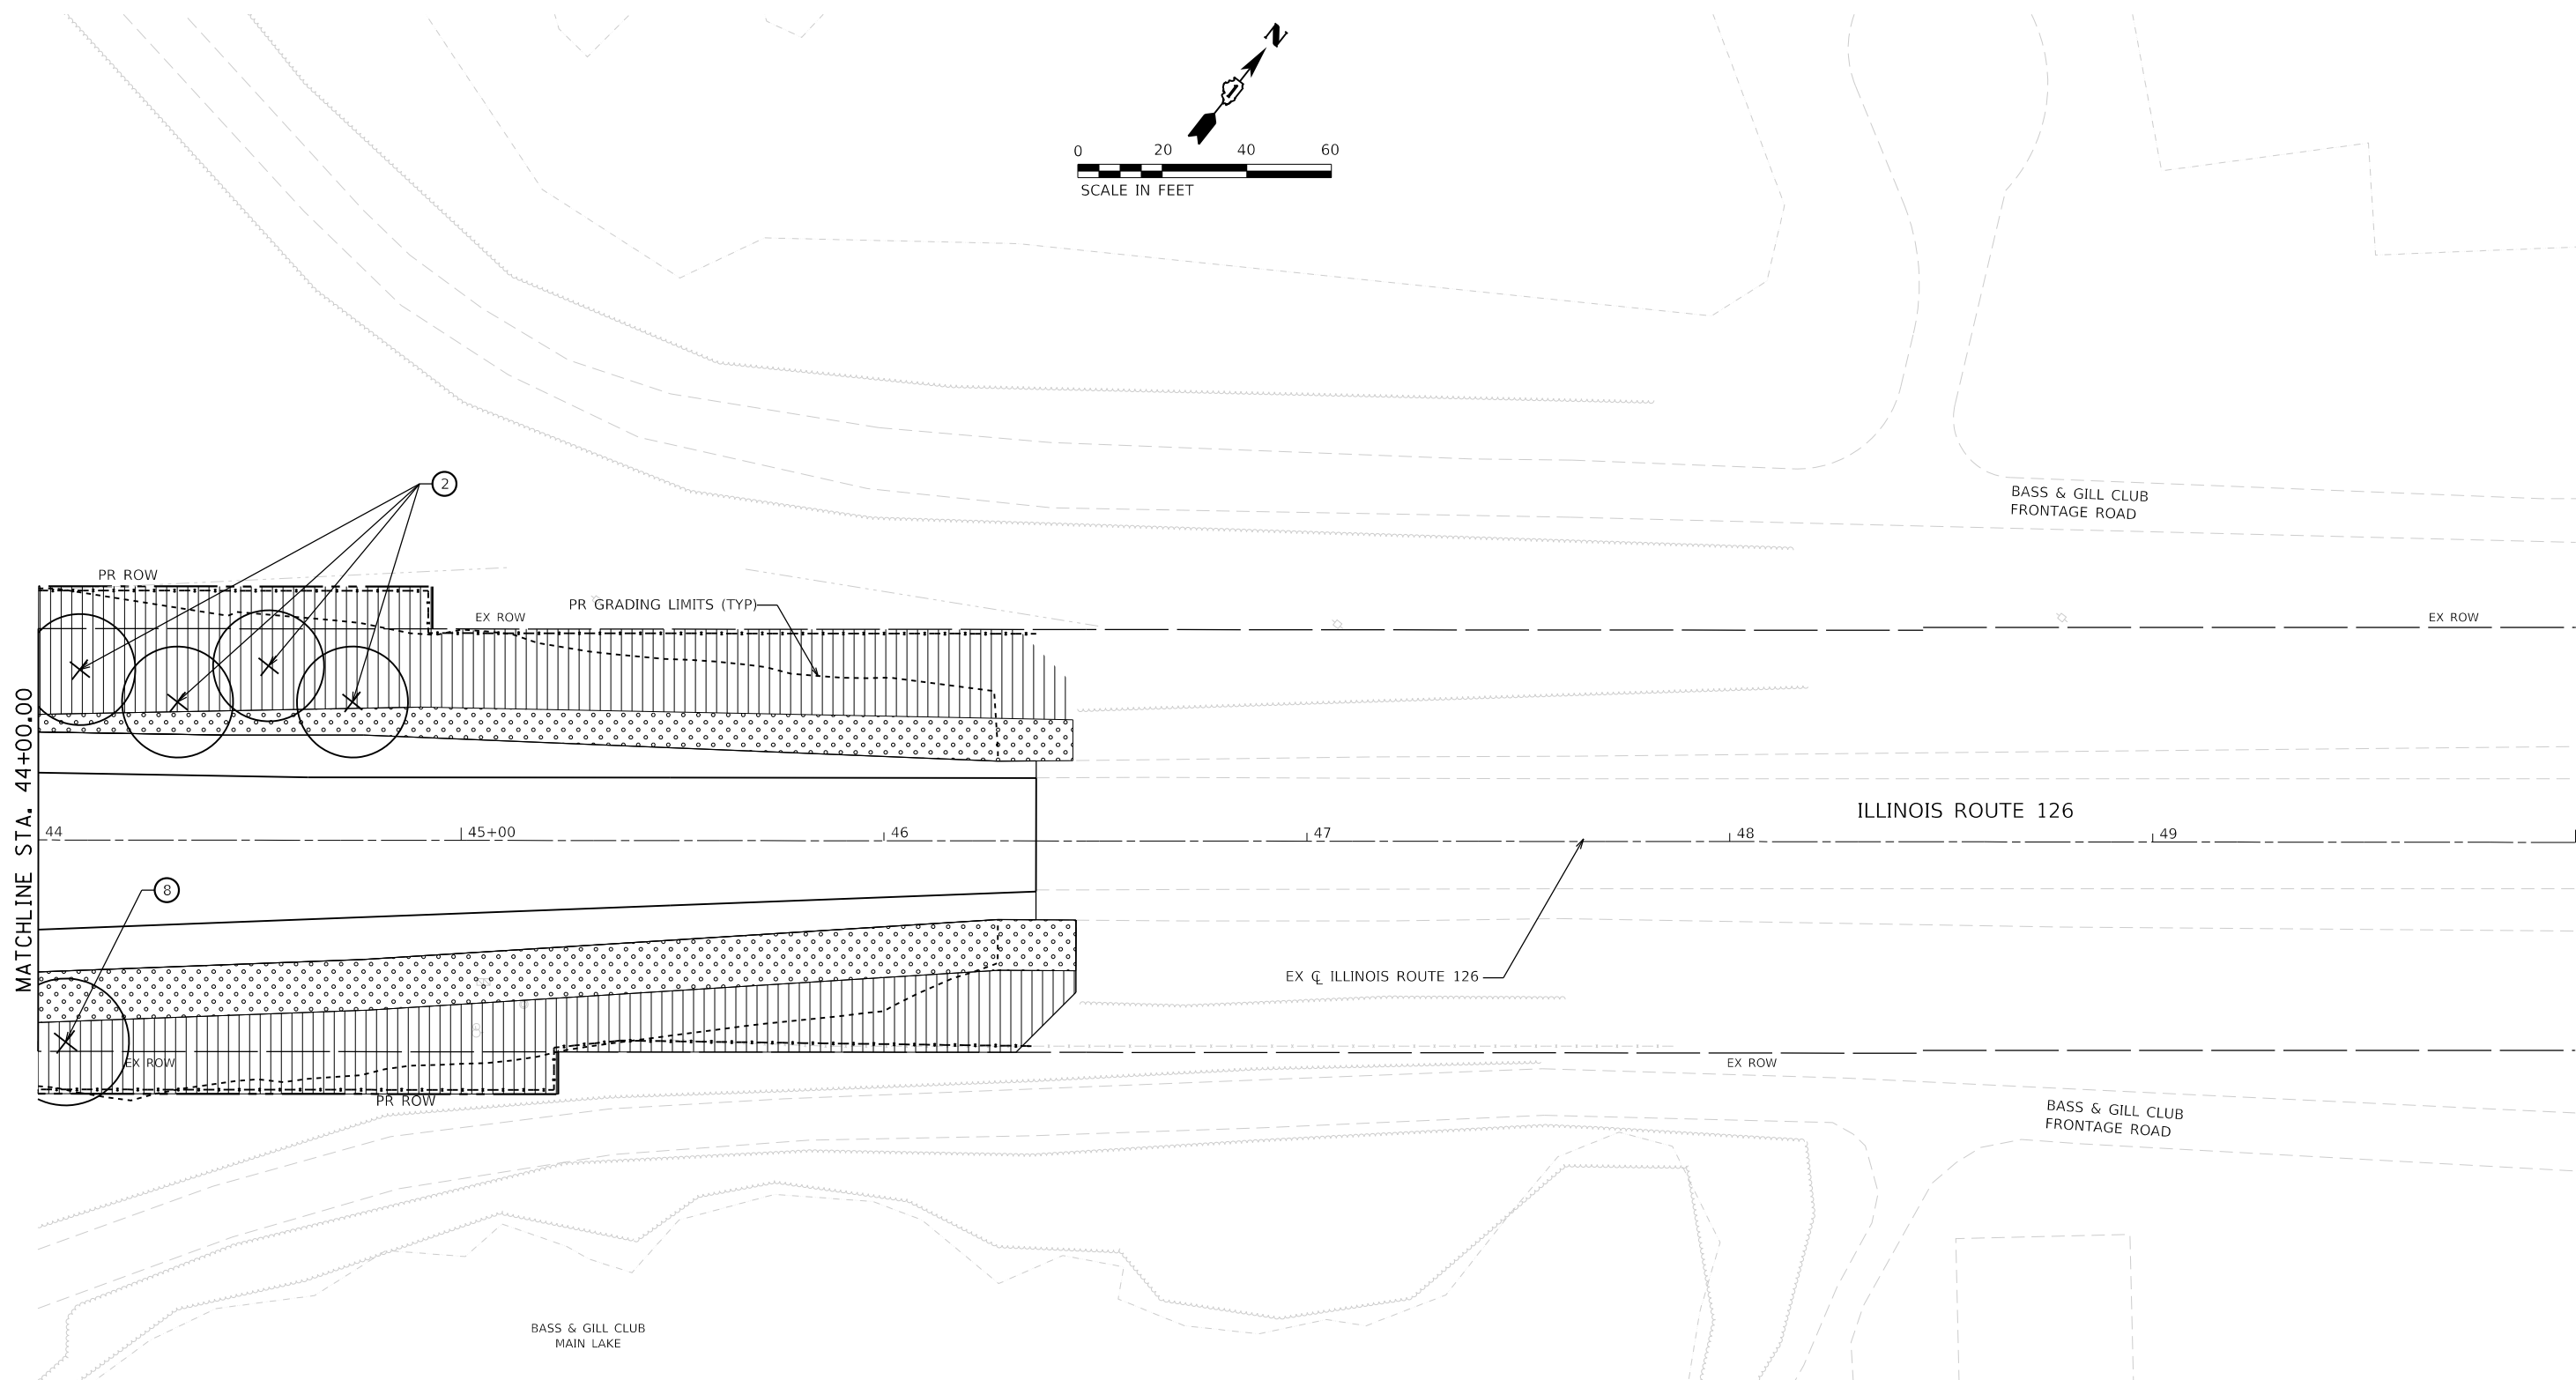 N
0 20 40 60
SCALE IN FEET
2
BASS & GILL CLUB
FRONTAGE ROAD
PR ROW
PR GRADING LIMITS (TYP)
EX ROW
EX ROW
MATCHLINE STA. 44+00.00
ILLINOIS ROUTE 126
44 45+00 46 47 48 49
8
EX ℄ ILLINOIS ROUTE 126
EX ROW
EX ROW
PR ROW
BASS & GILL CLUB
FRONTAGE ROAD
BASS & GILL CLUB
MAIN LAKE